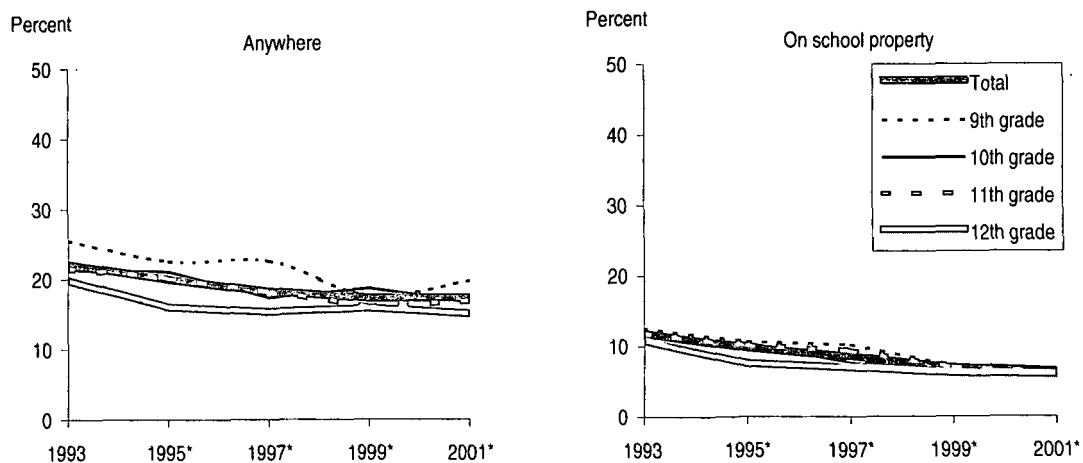 Percent
Anywhere
50
40
30
20
10
0
1993
1995*
1997*
1999*
2001*
Percent
On school property
50
40
30
20
10
0
1993
1995*
1997*
1999*
2001*
Total
9th grade
10th grade
11th grade
12th grade